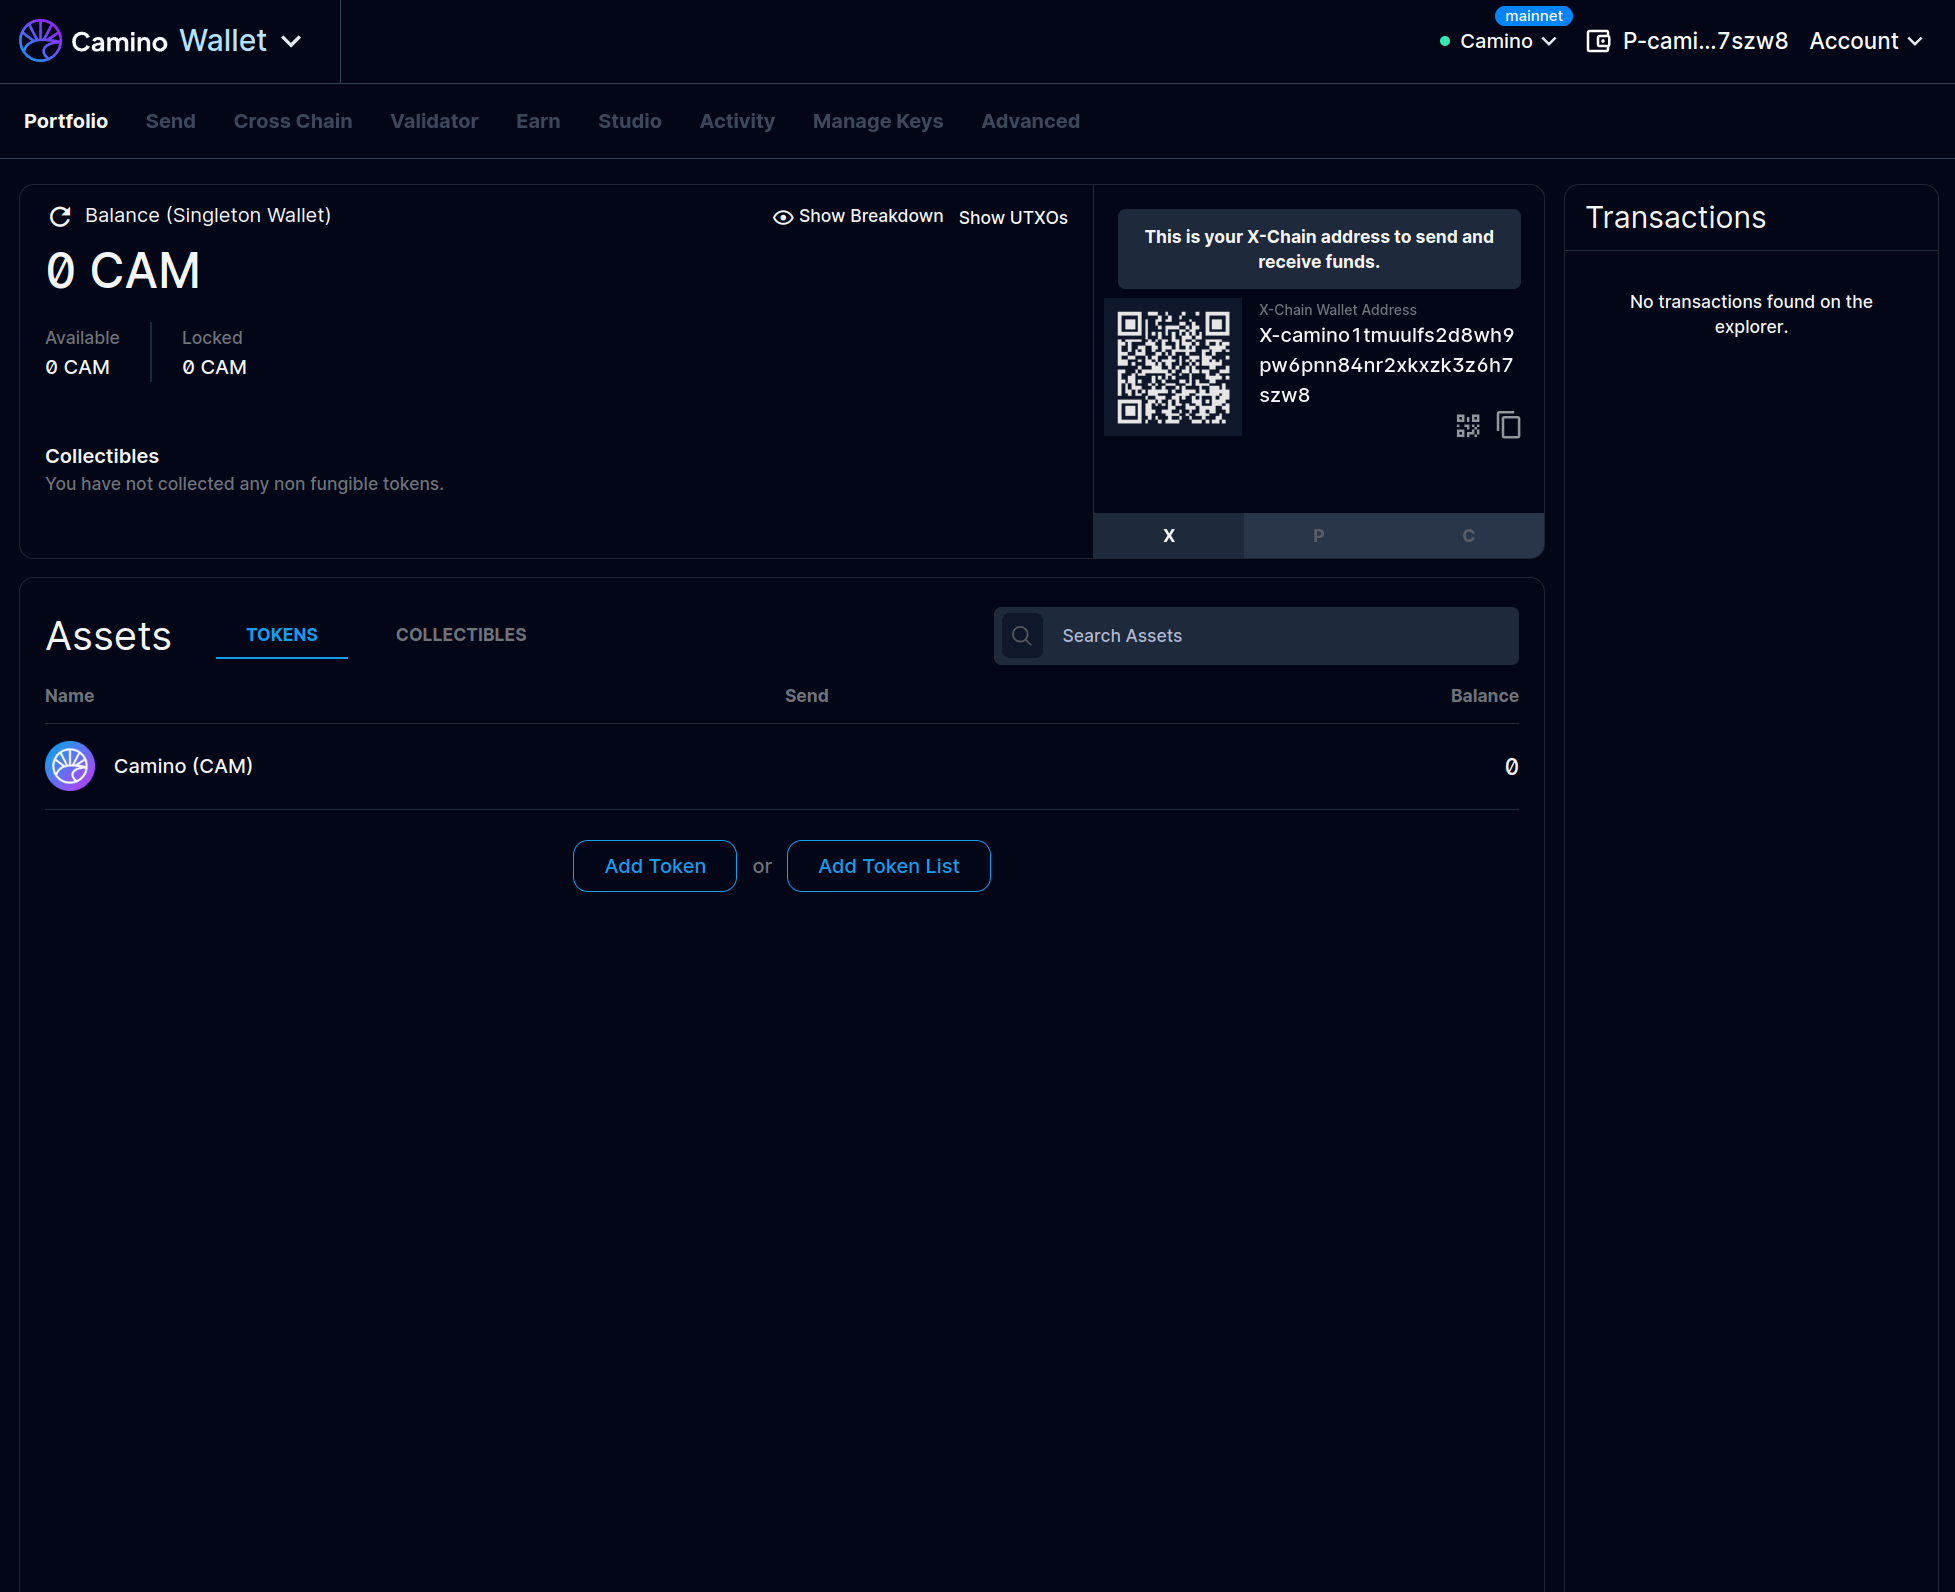 Camino Wallet
mainnet
Camino
P-cami...7szw8
Account
Portfolio
Send
Cross Chain
Validator
Earn
Studio
Activity
Manage Keys
Advanced
Balance (Singleton Wallet)
Show Breakdown
Show UTXOs
0 CAM
Available
0 CAM
Locked
0 CAM
Collectibles
You have not collected any non fungible tokens.
This is your X-Chain address to send and
receive funds.
X-Chain Wallet Address
X-camino1tmuulfs2d8wh9
pw6pnn84nr2xkxzk3z6h7
szw8
X
P
C
Transactions
No transactions found on the
explorer.
Assets
TOKENS
COLLECTIBLES
Search Assets
Name
Send
Balance
Camino (CAM)
0
Add Token
or
Add Token List